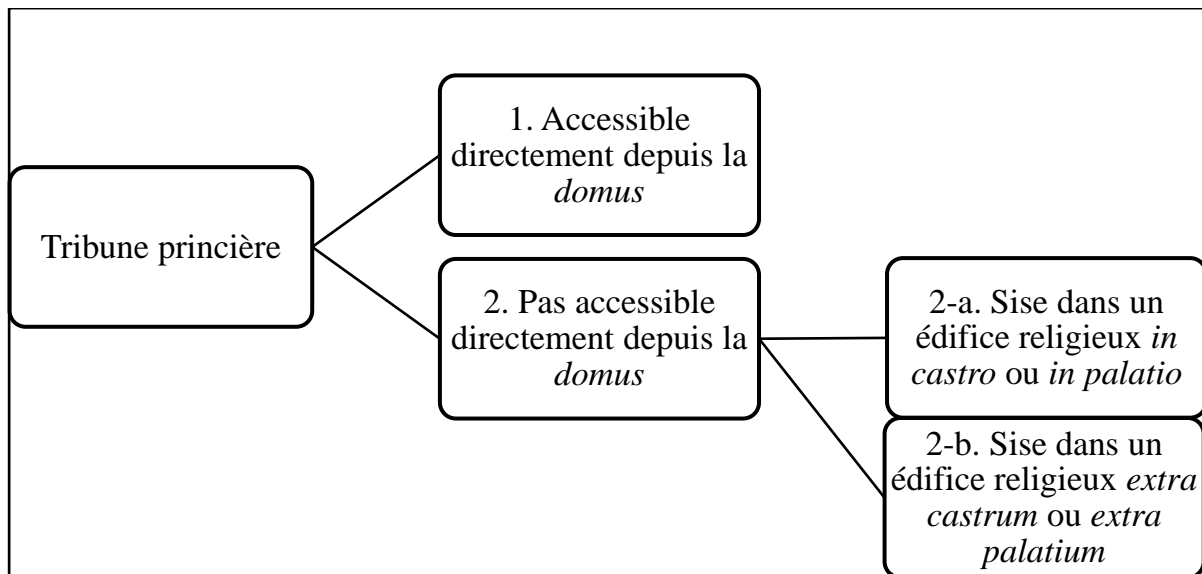 Tribune princière
1. Accessible
directement depuis la
domus
2. Pas accessible
directement depuis la
domus
2-a. Sise dans un
édifice religieux in
castro ou in palatio
2-b. Sise dans un
édifice religieux extra
castrum ou extra
palatium